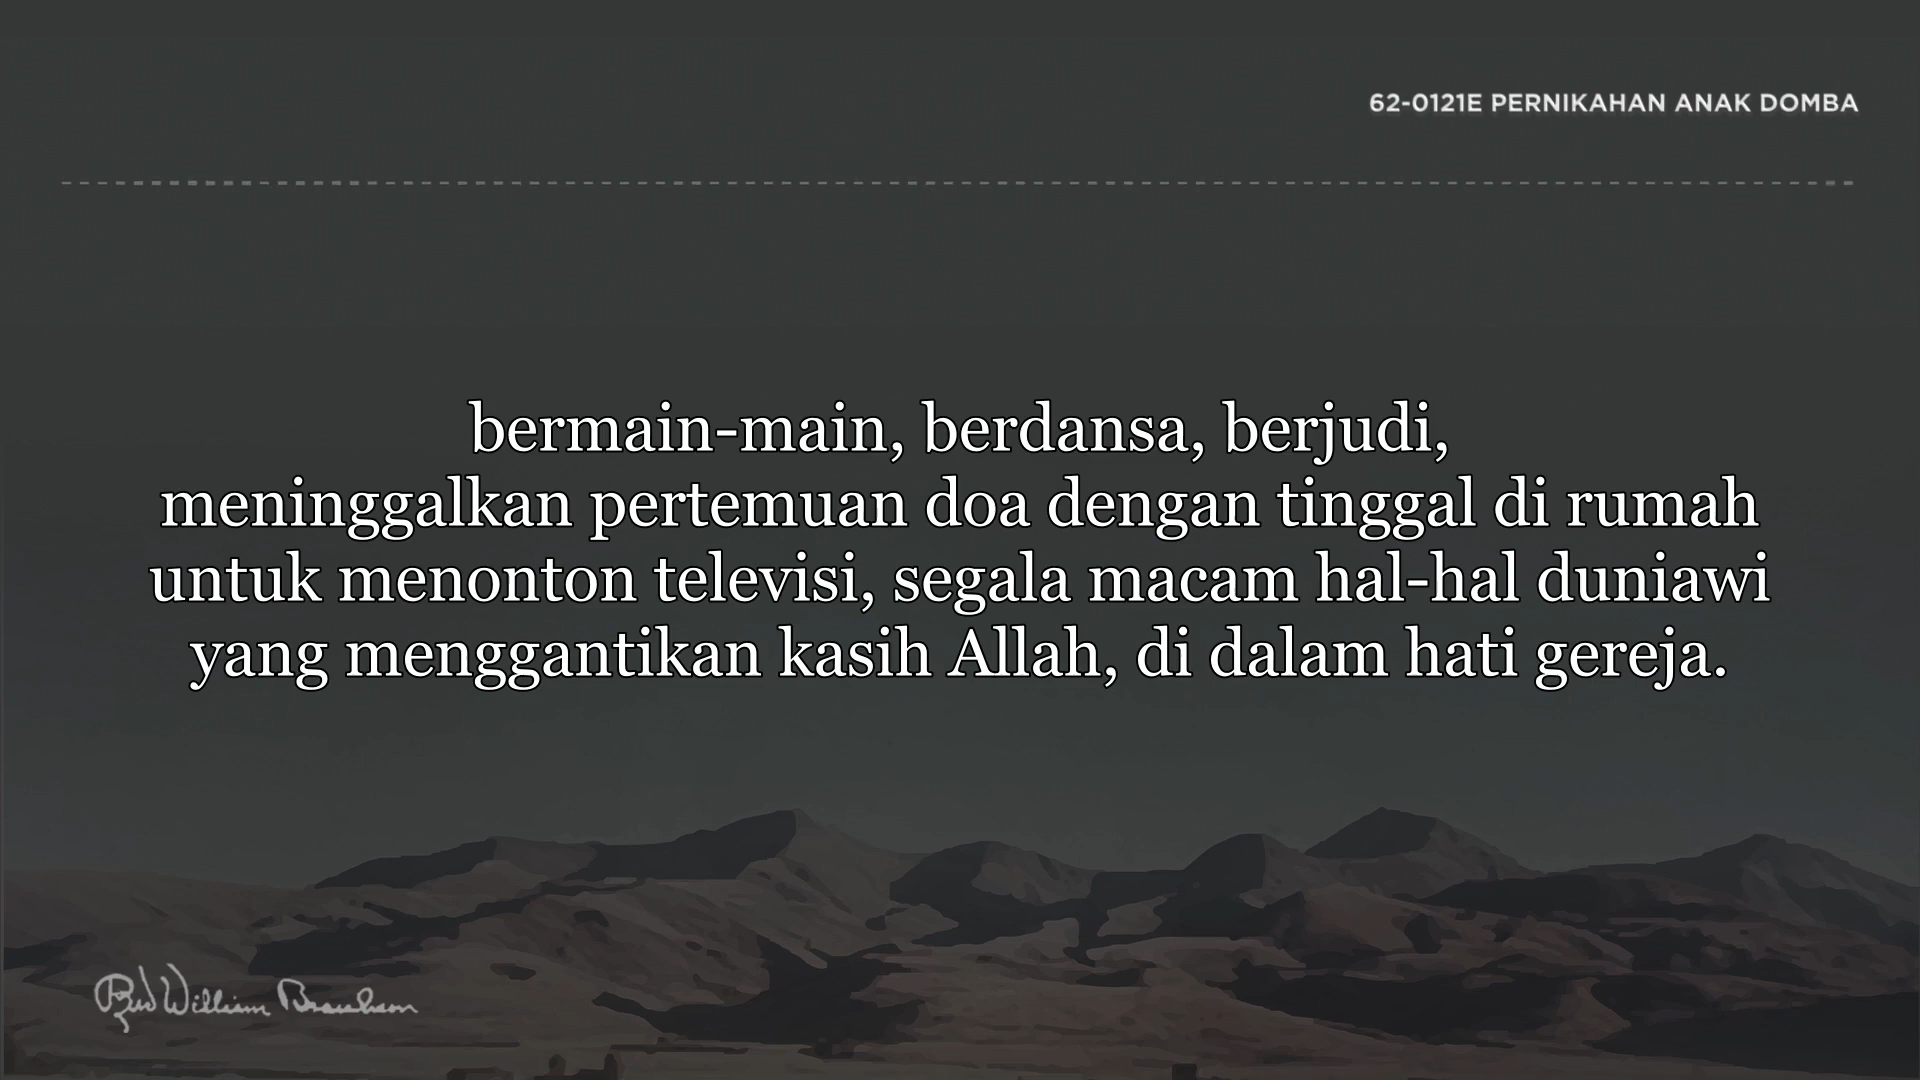 62-0121E PERNIKAHAN ANAK DOMBA
bermain-main, berdansa, berjudi,
meninggalkan pertemuan doa dengan tinggal di rumah
untuk menonton televisi, segala macam hal-hal duniawi
yang menggantikan kasih Allah, di dalam hati gereja.
Rev William Branham